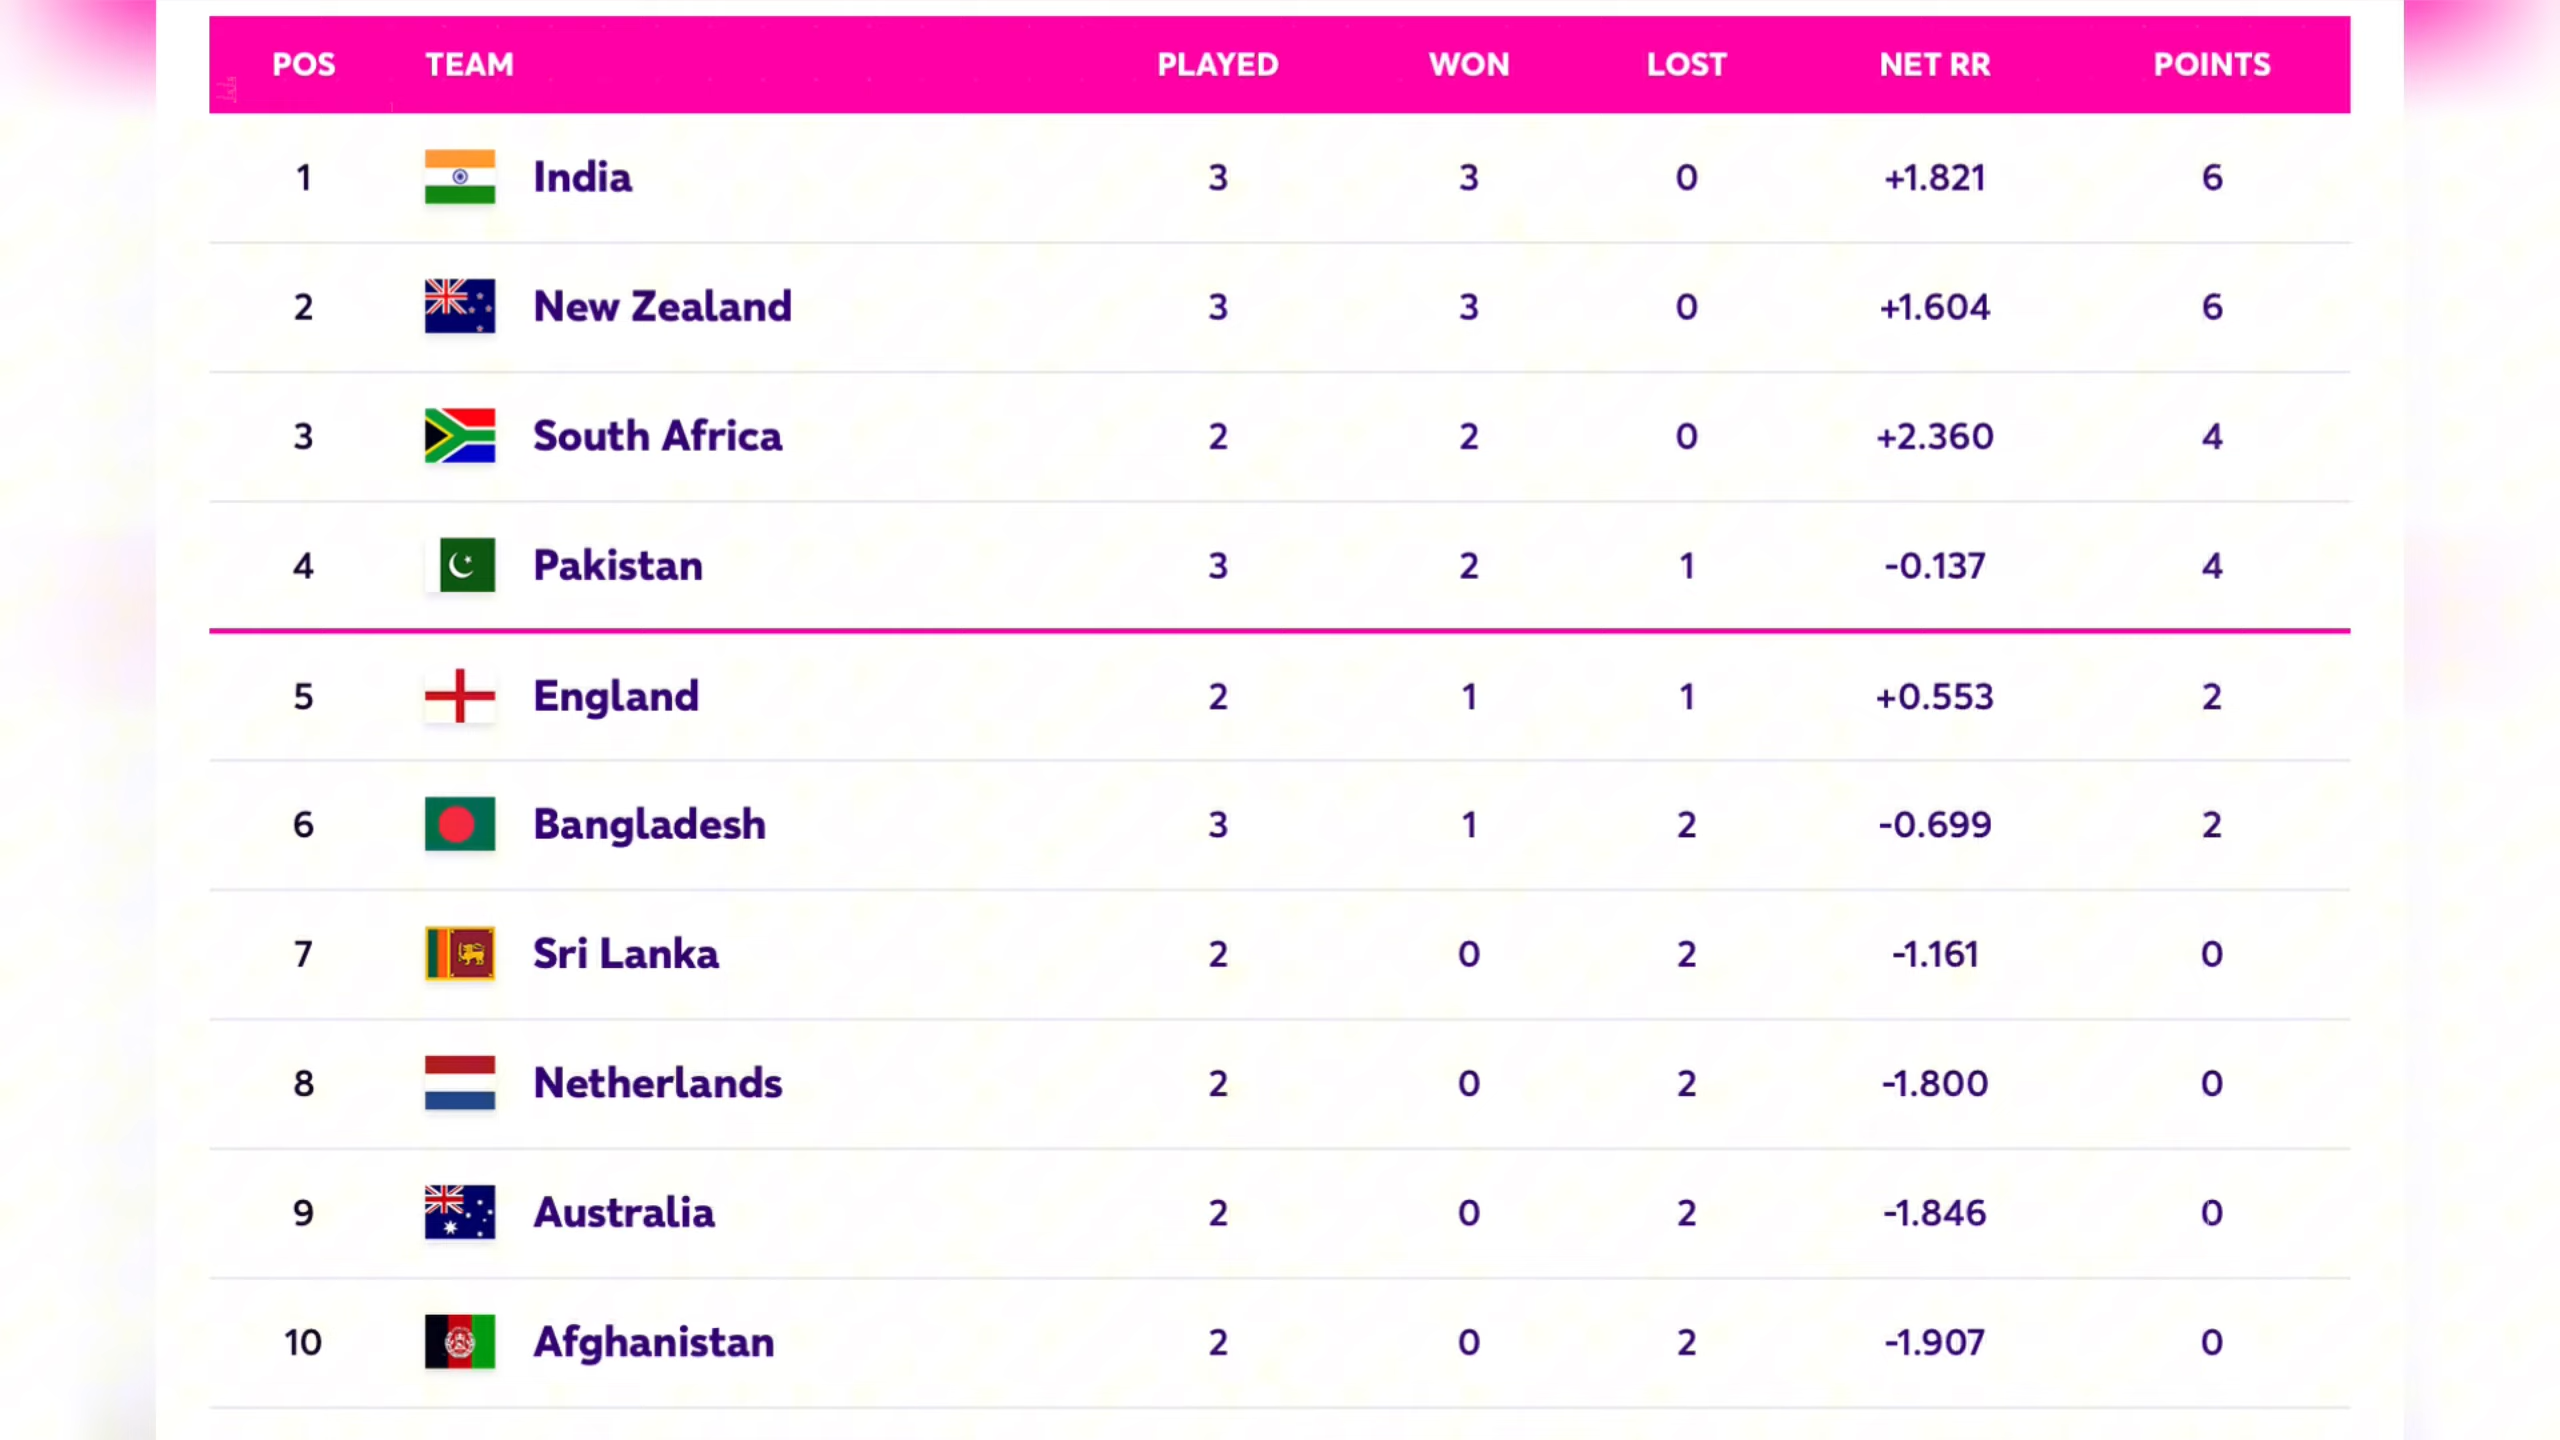 POS TEAM PLAYED WON LOST NET RR POINTS
1 India 3 3 0 +1.821 6
2 New Zealand 3 3 0 +1.604 6
3 South Africa 2 2 0 +2.360 4
4 Pakistan 3 2 1 -0.137 4
5 England 2 1 1 +0.553 2
6 Bangladesh 3 1 2 -0.699 2
7 Sri Lanka 2 0 2 -1.161 0
8 Netherlands 2 0 2 -1.800 0
9 Australia 2 0 2 -1.846 0
10 Afghanistan 2 0 2 -1.907 0